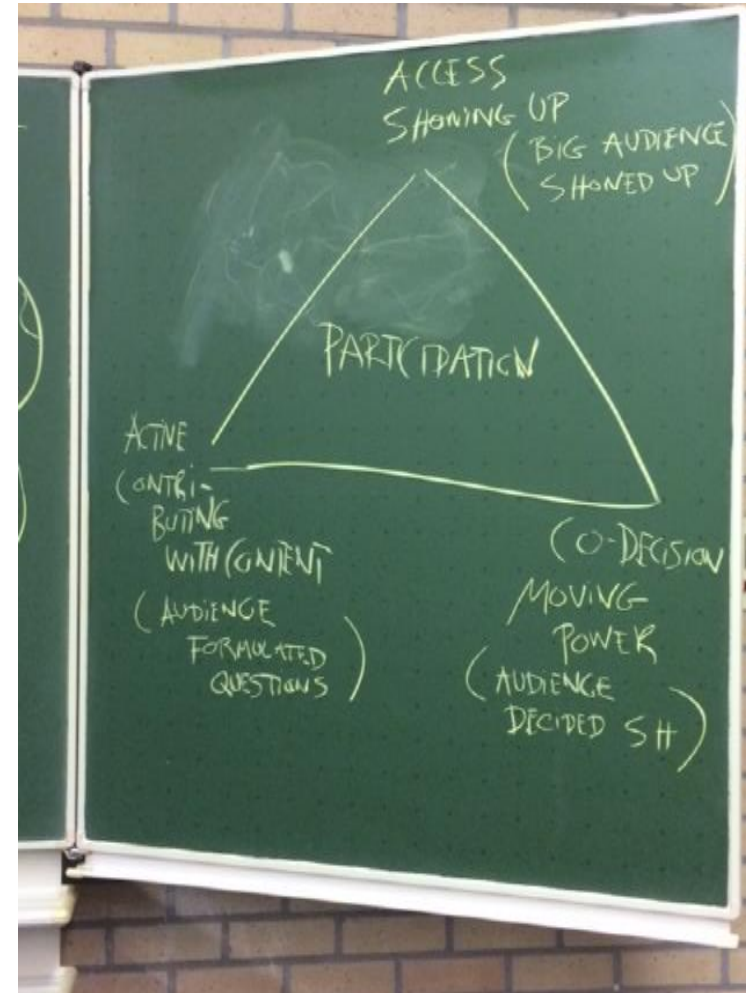 ACCESS
SHOWING UP
(BIG AUDIENCE
SHOWED UP)
PARTICIPATION
ACTIVE
CONTRI-
BUTING
WITH CONTENT
(AUDIENCE
FORMULATED
QUESTIONS)
CO-DECISION
MOVING
POWER
(AUDIENCE
DECIDED SH)